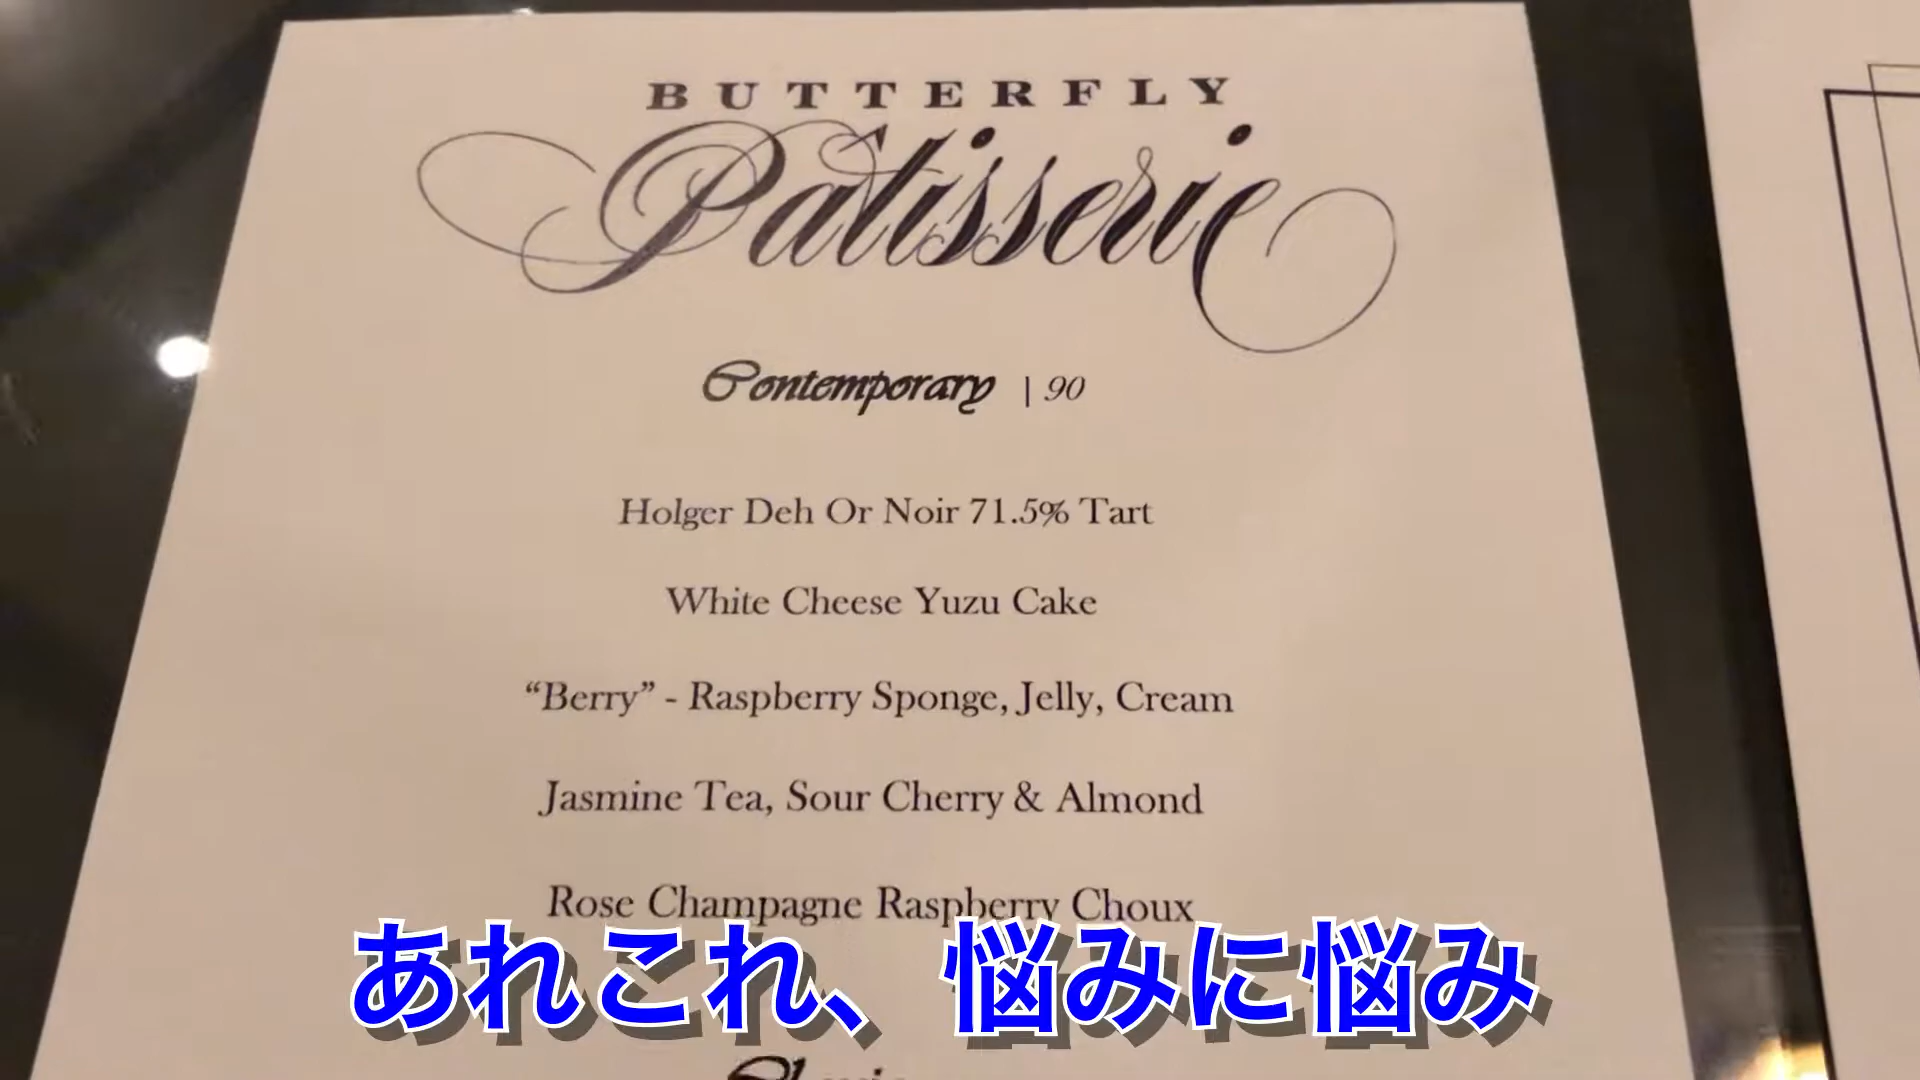 BUTTERFLY
Patisserie
Contemporary | 90
Holger Deh Or Noir 71.5% Tart
White Cheese Yuzu Cake
“Berry” - Raspberry Sponge, Jelly, Cream
Jasmine Tea, Sour Cherry & Almond
Rose Champagne Raspberry Choux
あれこれ、悩みに悩み